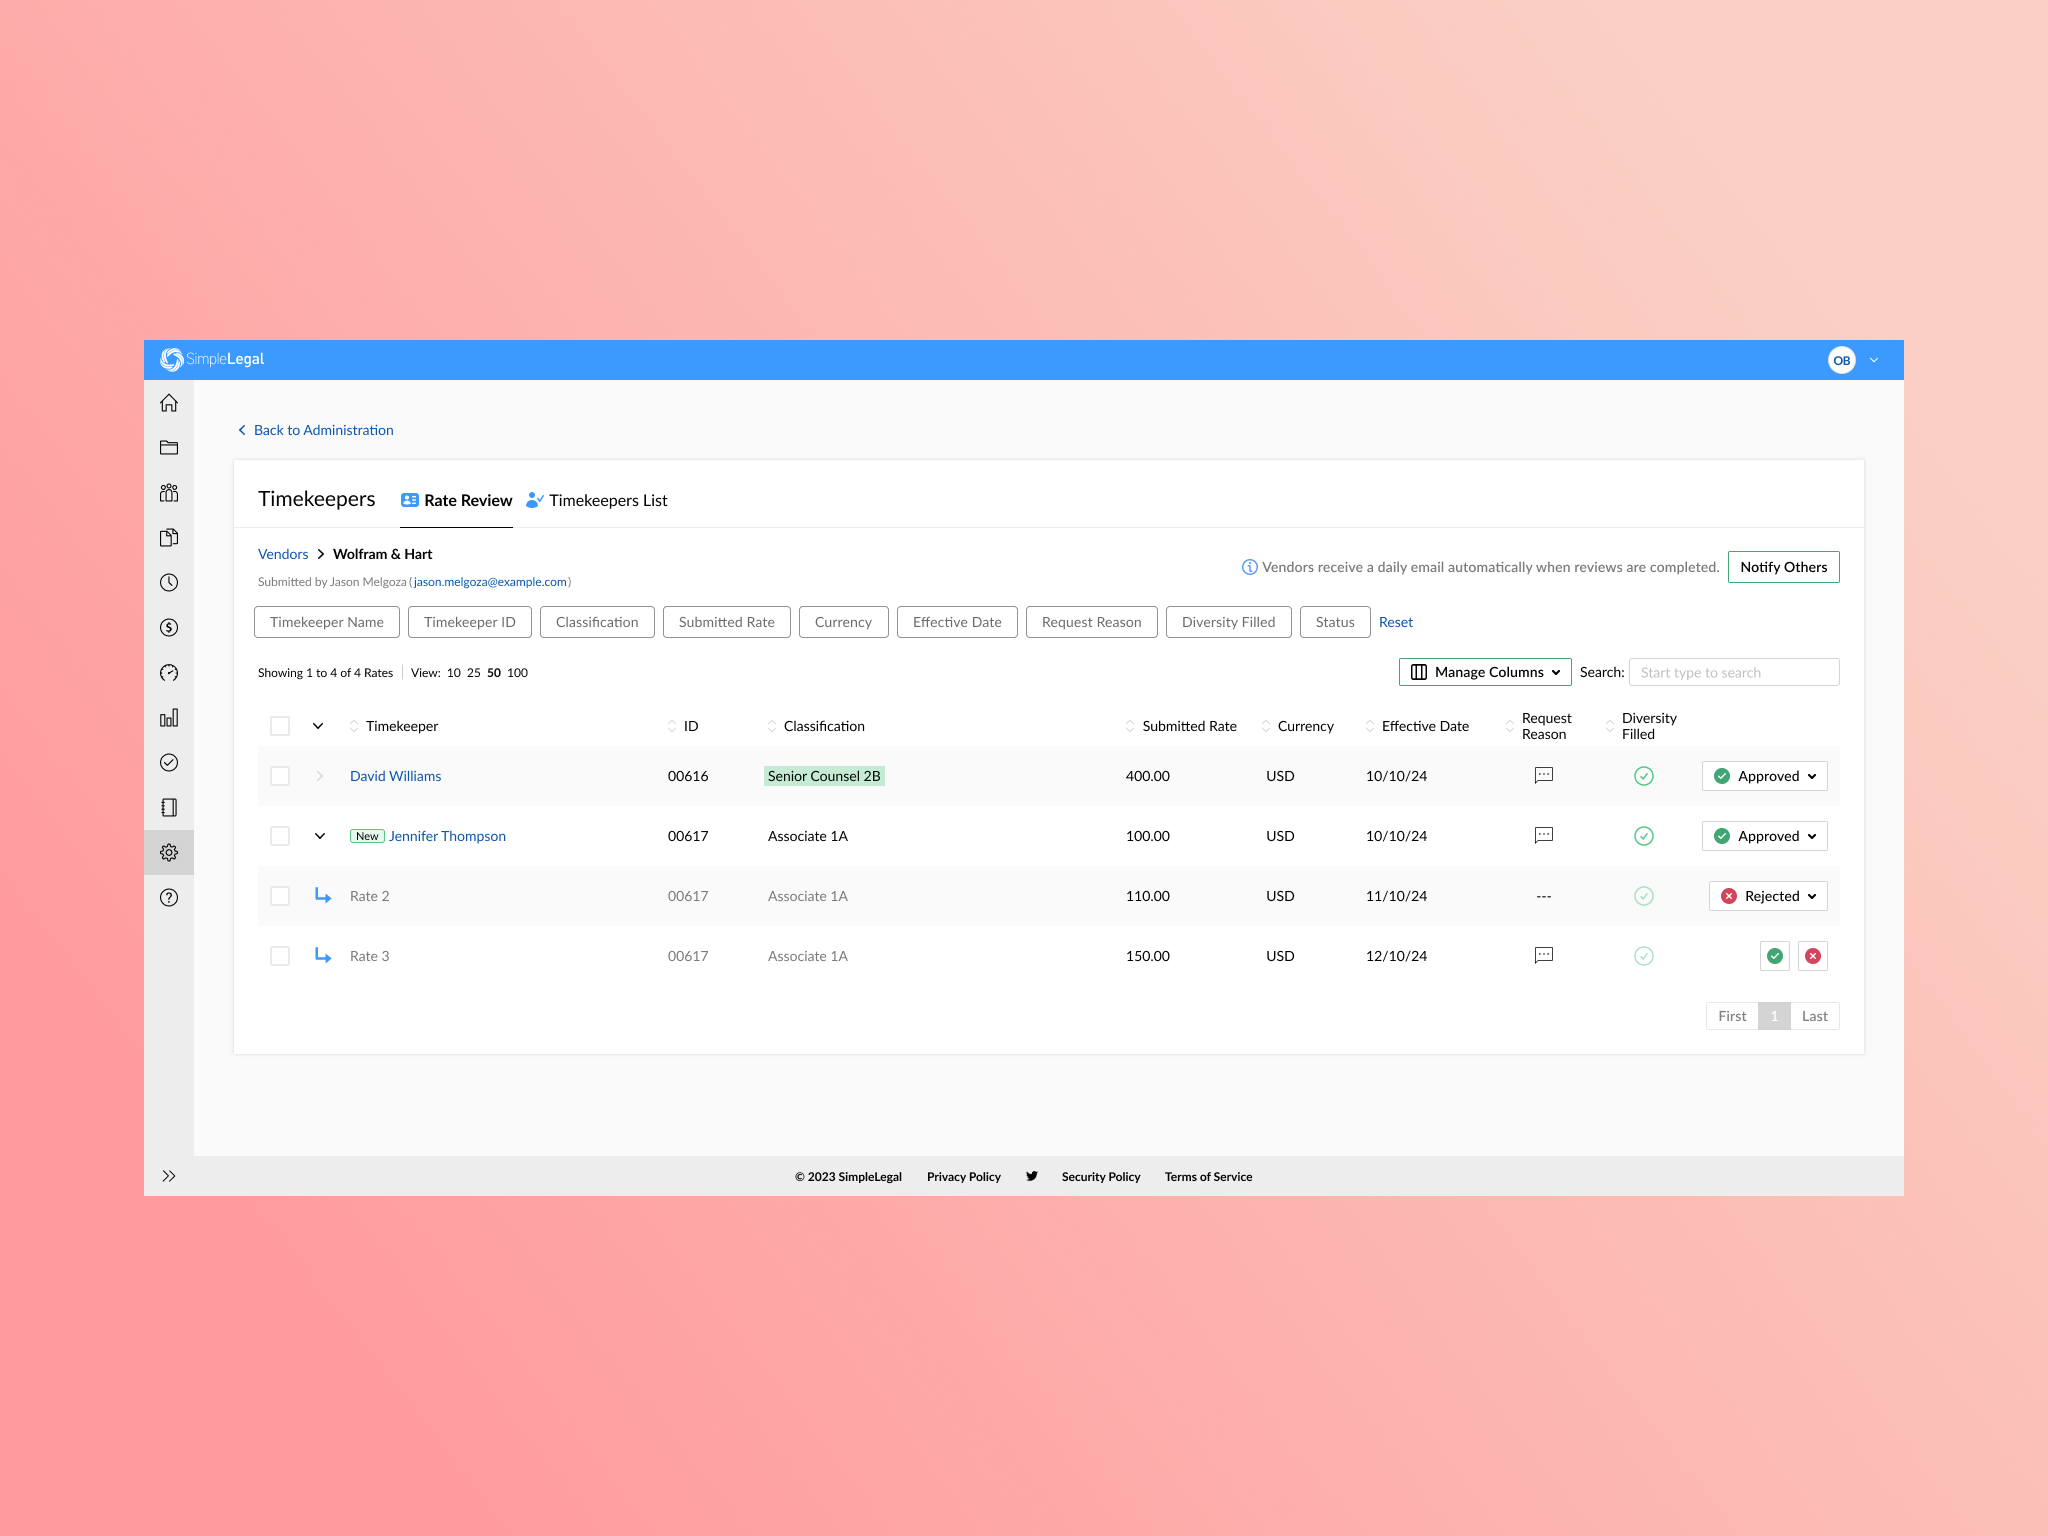 SimpleLegal
OB
Back to Administration
Timekeepers
Rate Review
Timekeepers List
Vendors > Wolfram & Hart
Submitted by Jason Melgoza (jason.melgoza@example.com)
Vendors receive a daily email automatically when reviews are completed.
Notify Others
Timekeeper Name Timekeeper ID Classification Submitted Rate Currency Effective Date Request Reason Diversity Filled Status Reset
Showing 1 to 4 of 4 Rates View: 10 25 50 100
Manage Columns Search: Start type to search
Timekeeper ID Classification Submitted Rate Currency Effective Date Request Reason Diversity Filled
David Williams 00616 Senior Counsel 2B 400.00 USD 10/10/24 Approved
New Jennifer Thompson 00617 Associate 1A 100.00 USD 10/10/24 Approved
Rate 2 00617 Associate 1A 110.00 USD 11/10/24 --- Rejected
Rate 3 00617 Associate 1A 150.00 USD 12/10/24
First 1 Last
© 2023 SimpleLegal Privacy Policy Security Policy Terms of Service